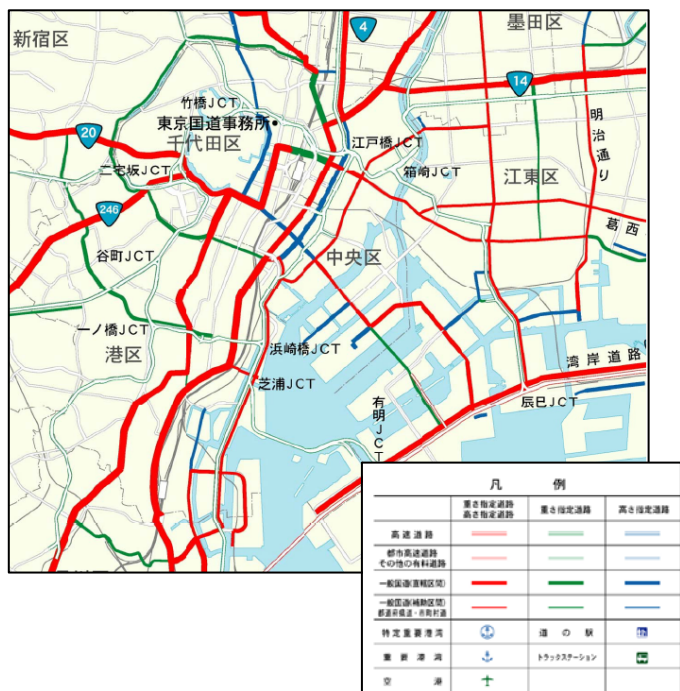 新宿区
墨田区
4
14
竹橋JCT
東京国道事務所
20
千代田区
江戸橋JCT
明治通り
二宅坂JCT
箱崎JCT
江東区
246
葛西
谷町JCT
中央区
一ノ橋JCT
港区
浜崎橋JCT
湾岸道路
芝浦JCT
有明JCT
辰巳JCT
凡 例
重さ指定道路
高さ指定道路
重さ指定道路
高さ指定道路
高速道路
都市高速道路
その他の有料道路
一般国道(直轄区間)
一般国道(補助区間)
都道府県道・市町村道
特定重要港湾
道の駅
重要港湾
トラックステーション
空港